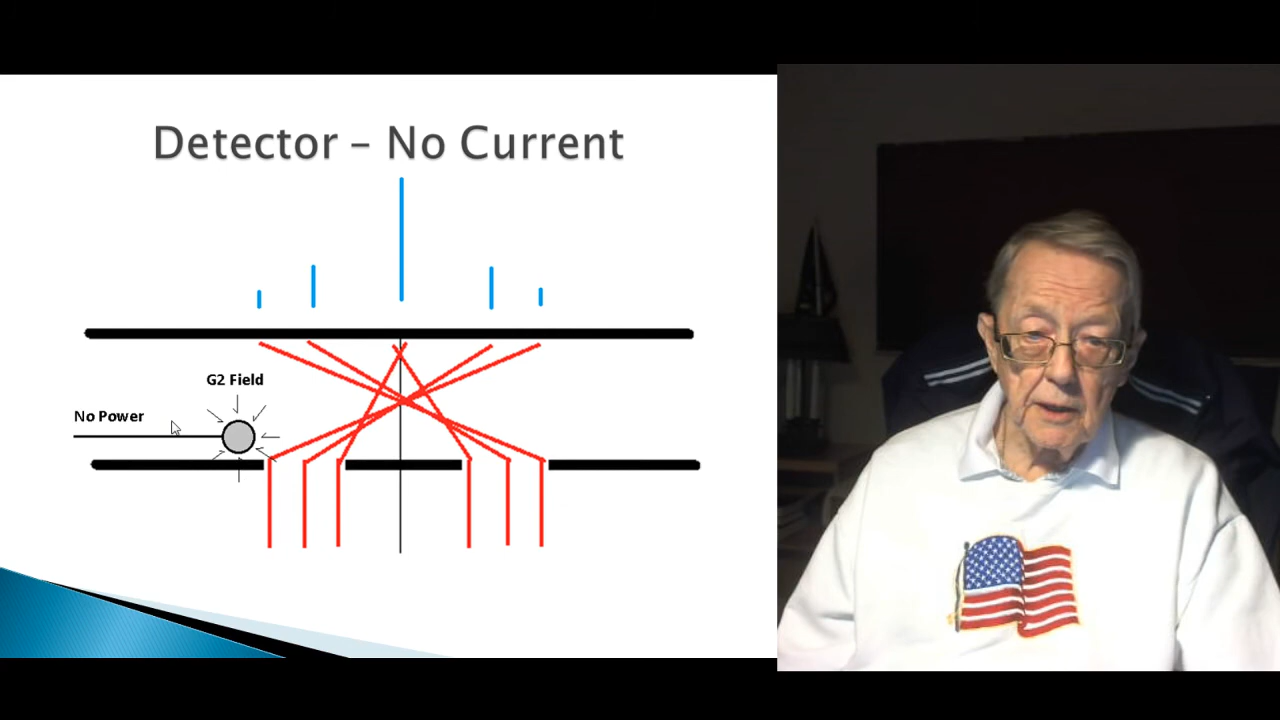 Detector – No Current
G2 Field
No Power